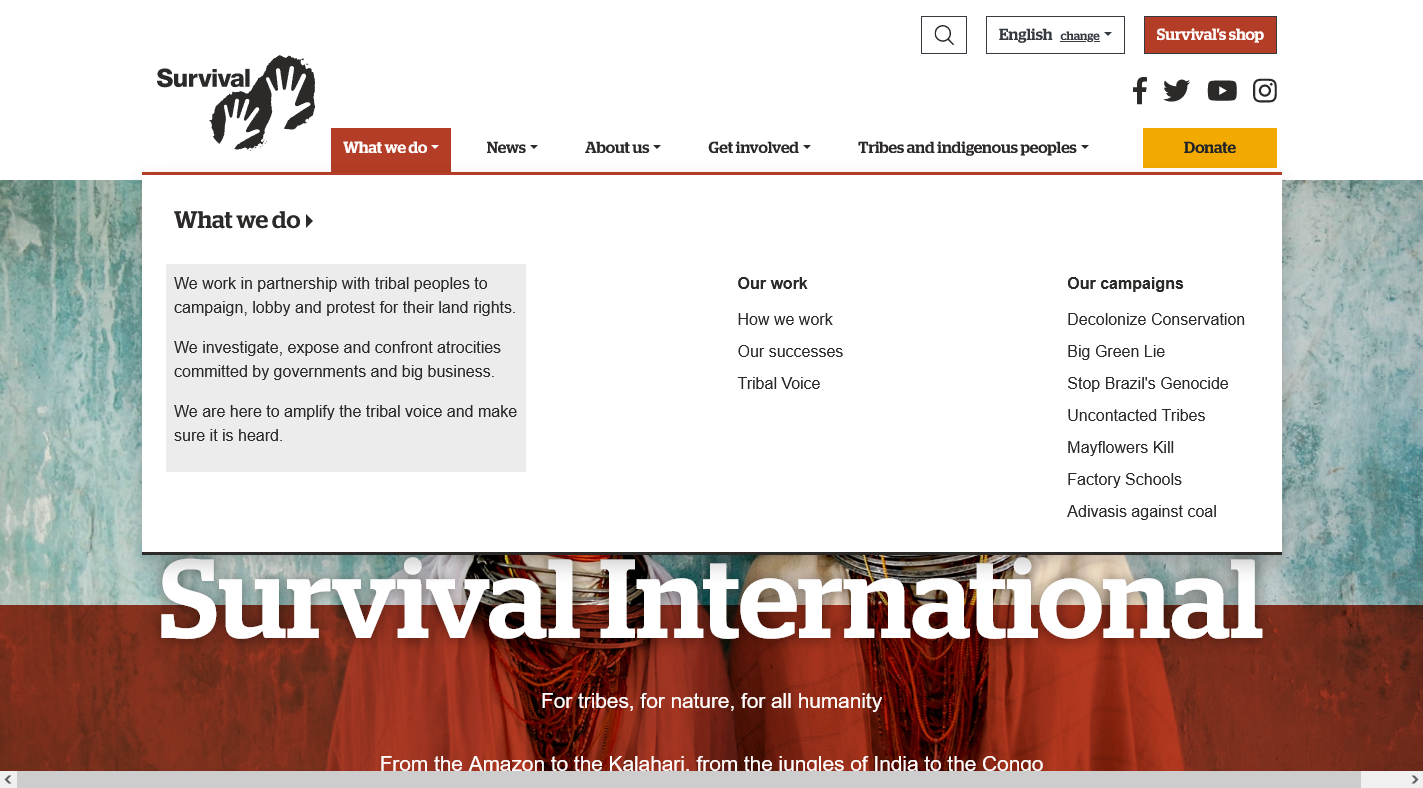 English change
Survival's shop
Survival
What we do
News
About us
Get involved
Tribes and indigenous peoples
Donate
What we do
We work in partnership with tribal peoples to
campaign, lobby and protest for their land rights.
We investigate, expose and confront atrocities
committed by governments and big business.
We are here to amplify the tribal voice and make
sure it is heard.
Our work
How we work
Our successes
Tribal Voice
Our campaigns
Decolonize Conservation
Big Green Lie
Stop Brazil's Genocide
Uncontacted Tribes
Mayflowers Kill
Factory Schools
Adivasis against coal
Survival International
For tribes, for nature, for all humanity
From the Amazon to the Kalahari, from the jungles of India to the Congo